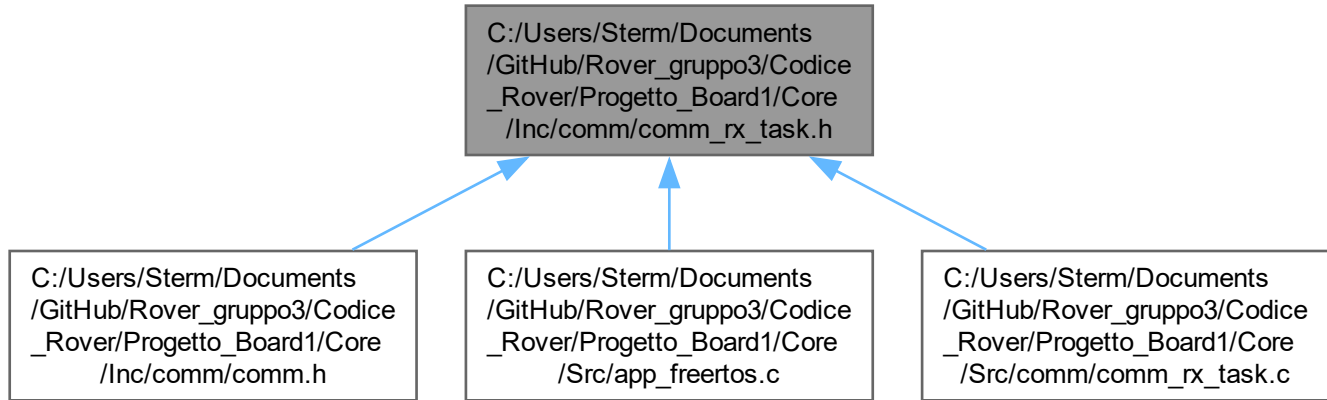 C:/Users/Sterm/Documents
/GitHub/Rover_gruppo3/Codice
_Rover/Progetto_Board1/Core
/Inc/comm/comm_rx_task.h
C:/Users/Sterm/Documents
/GitHub/Rover_gruppo3/Codice
_Rover/Progetto_Board1/Core
/Inc/comm/comm.h
C:/Users/Sterm/Documents
/GitHub/Rover_gruppo3/Codice
_Rover/Progetto_Board1/Core
/Src/app_freertos.c
C:/Users/Sterm/Documents
/GitHub/Rover_gruppo3/Codice
_Rover/Progetto_Board1/Core
/Src/comm/comm_rx_task.c